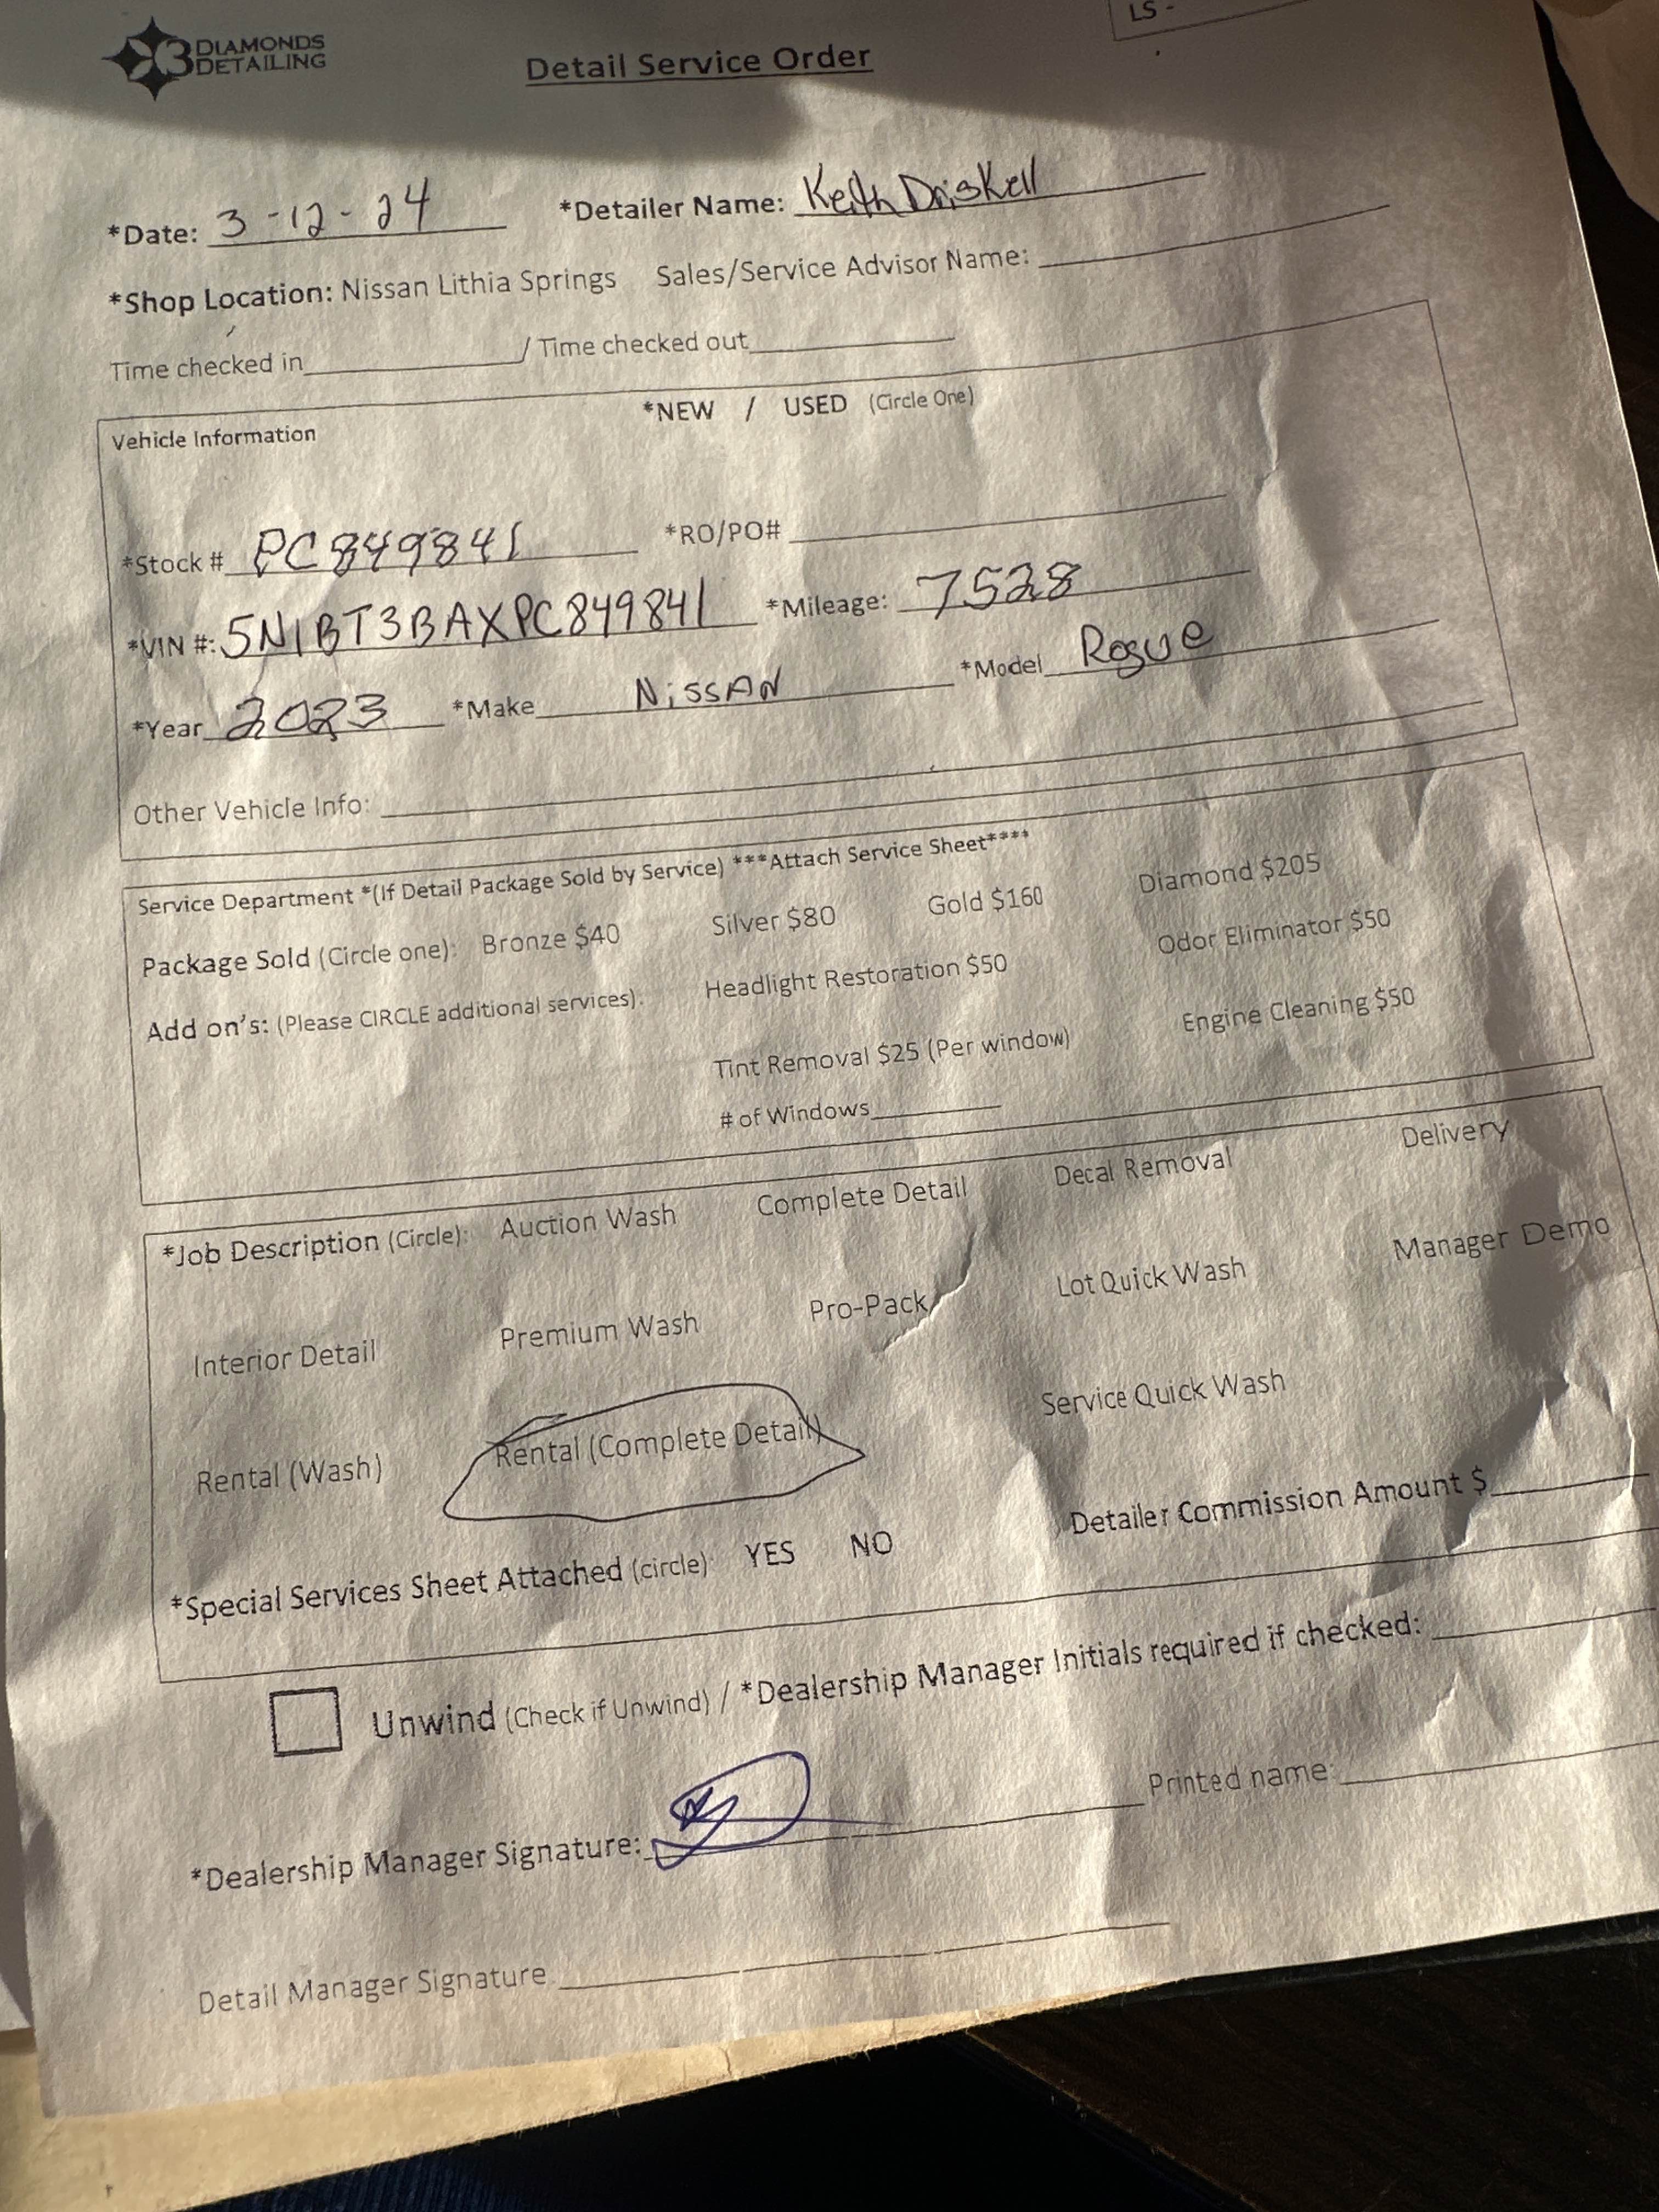 LS -
3 DIAMONDS
DETAILING
Detail Service Order
*Date: 3-12-24 *Detailer Name: Keith Driskell
*Shop Location: Nissan Lithia Springs Sales/Service Advisor Name:
Time checked in / Time checked out
*NEW / USED (Circle One)
Vehicle Information
*Stock # PC849841 *RO/PO#
*VIN #: 5N1BT3BAXPC849841 *Mileage: 7528
*Year 2023 *Make NissAN *Model Rogue
Other Vehicle Info:
Service Department *(If Detail Package Sold by Service) ***Attach Service Sheet****
Package Sold (Circle one): Bronze $40 Silver $80 Gold $160 Diamond $205
Add on's: (Please CIRCLE additional services): Headlight Restoration $50 Odor Eliminator $50
Tint Removal $25 (Per window) Engine Cleaning $50
# of Windows
*Job Description (Circle): Auction Wash Complete Detail Decal Removal Delivery
Interior Detail Premium Wash Pro-Pack Lot Quick Wash Manager Demo
Rental (Wash) Rental (Complete Detail) Service Quick Wash
*Special Services Sheet Attached (circle): YES NO Detailer Commission Amount $
Unwind (Check if Unwind) / *Dealership Manager Initials required if checked:
*Dealership Manager Signature: Printed name:
Detail Manager Signature